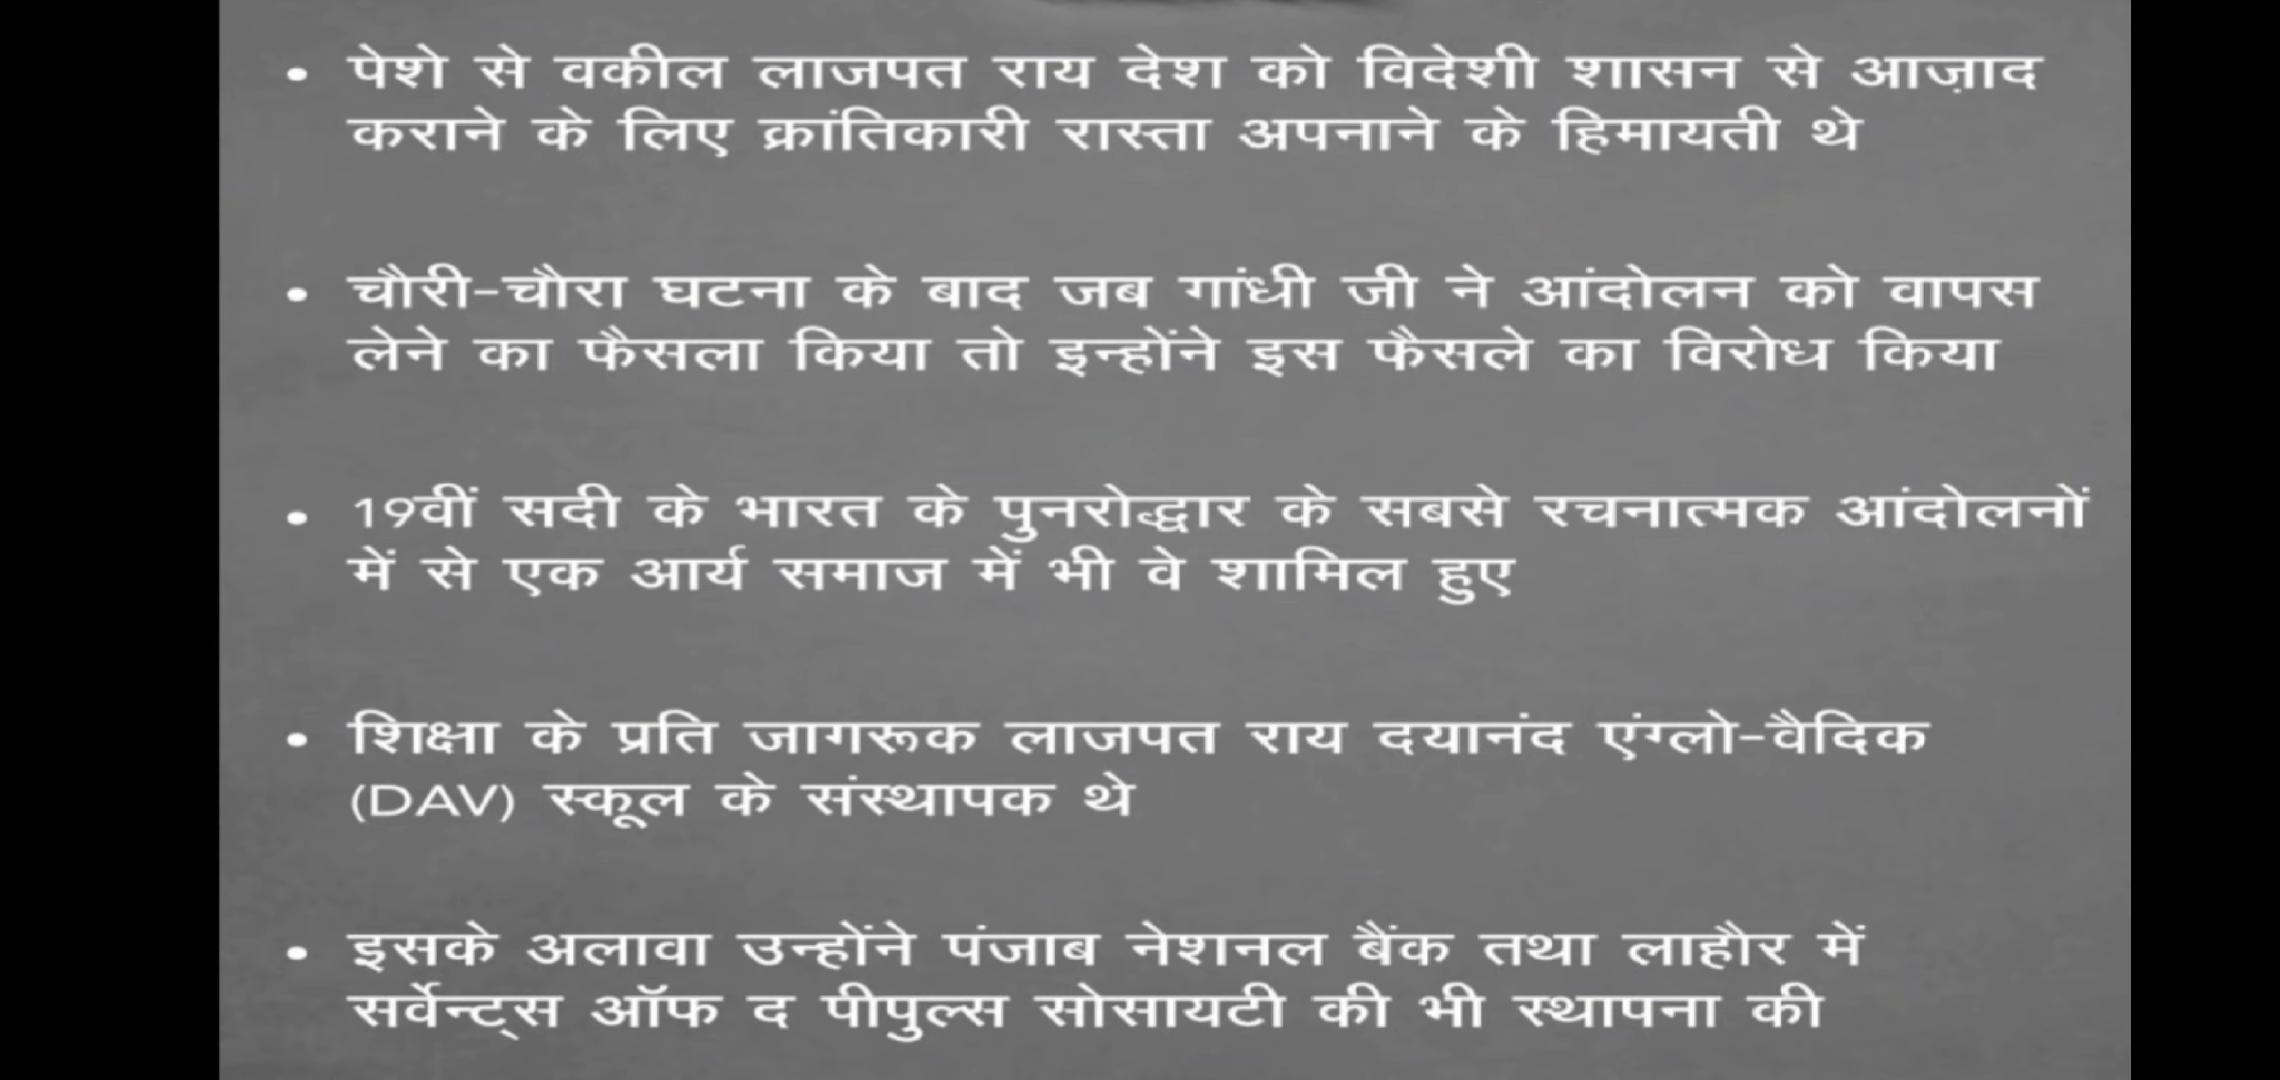 • पेशे से वकील लाजपत राय देश को विदेशी शासन से आज़ाद
कराने के लिए क्रांतिकारी रास्ता अपनाने के हिमायती थे
• चौरी-चौरा घटना के बाद जब गांधी जी ने आंदोलन को वापस
लेने का फैसला किया तो इन्होंने इस फैसले का विरोध किया
• 19वीं सदी के भारत के पुनरोद्धार के सबसे रचनात्मक आंदोलनों
में से एक आर्य समाज में भी वे शामिल हुए
• शिक्षा के प्रति जागरूक लाजपत राय दयानंद एंग्लो-वैदिक
(DAV) स्कूल के संस्थापक थे
• इसके अलावा उन्होंने पंजाब नेशनल बैंक तथा लाहौर में
सर्वेन्ट्स ऑफ द पीपुल्स सोसायटी की भी स्थापना की